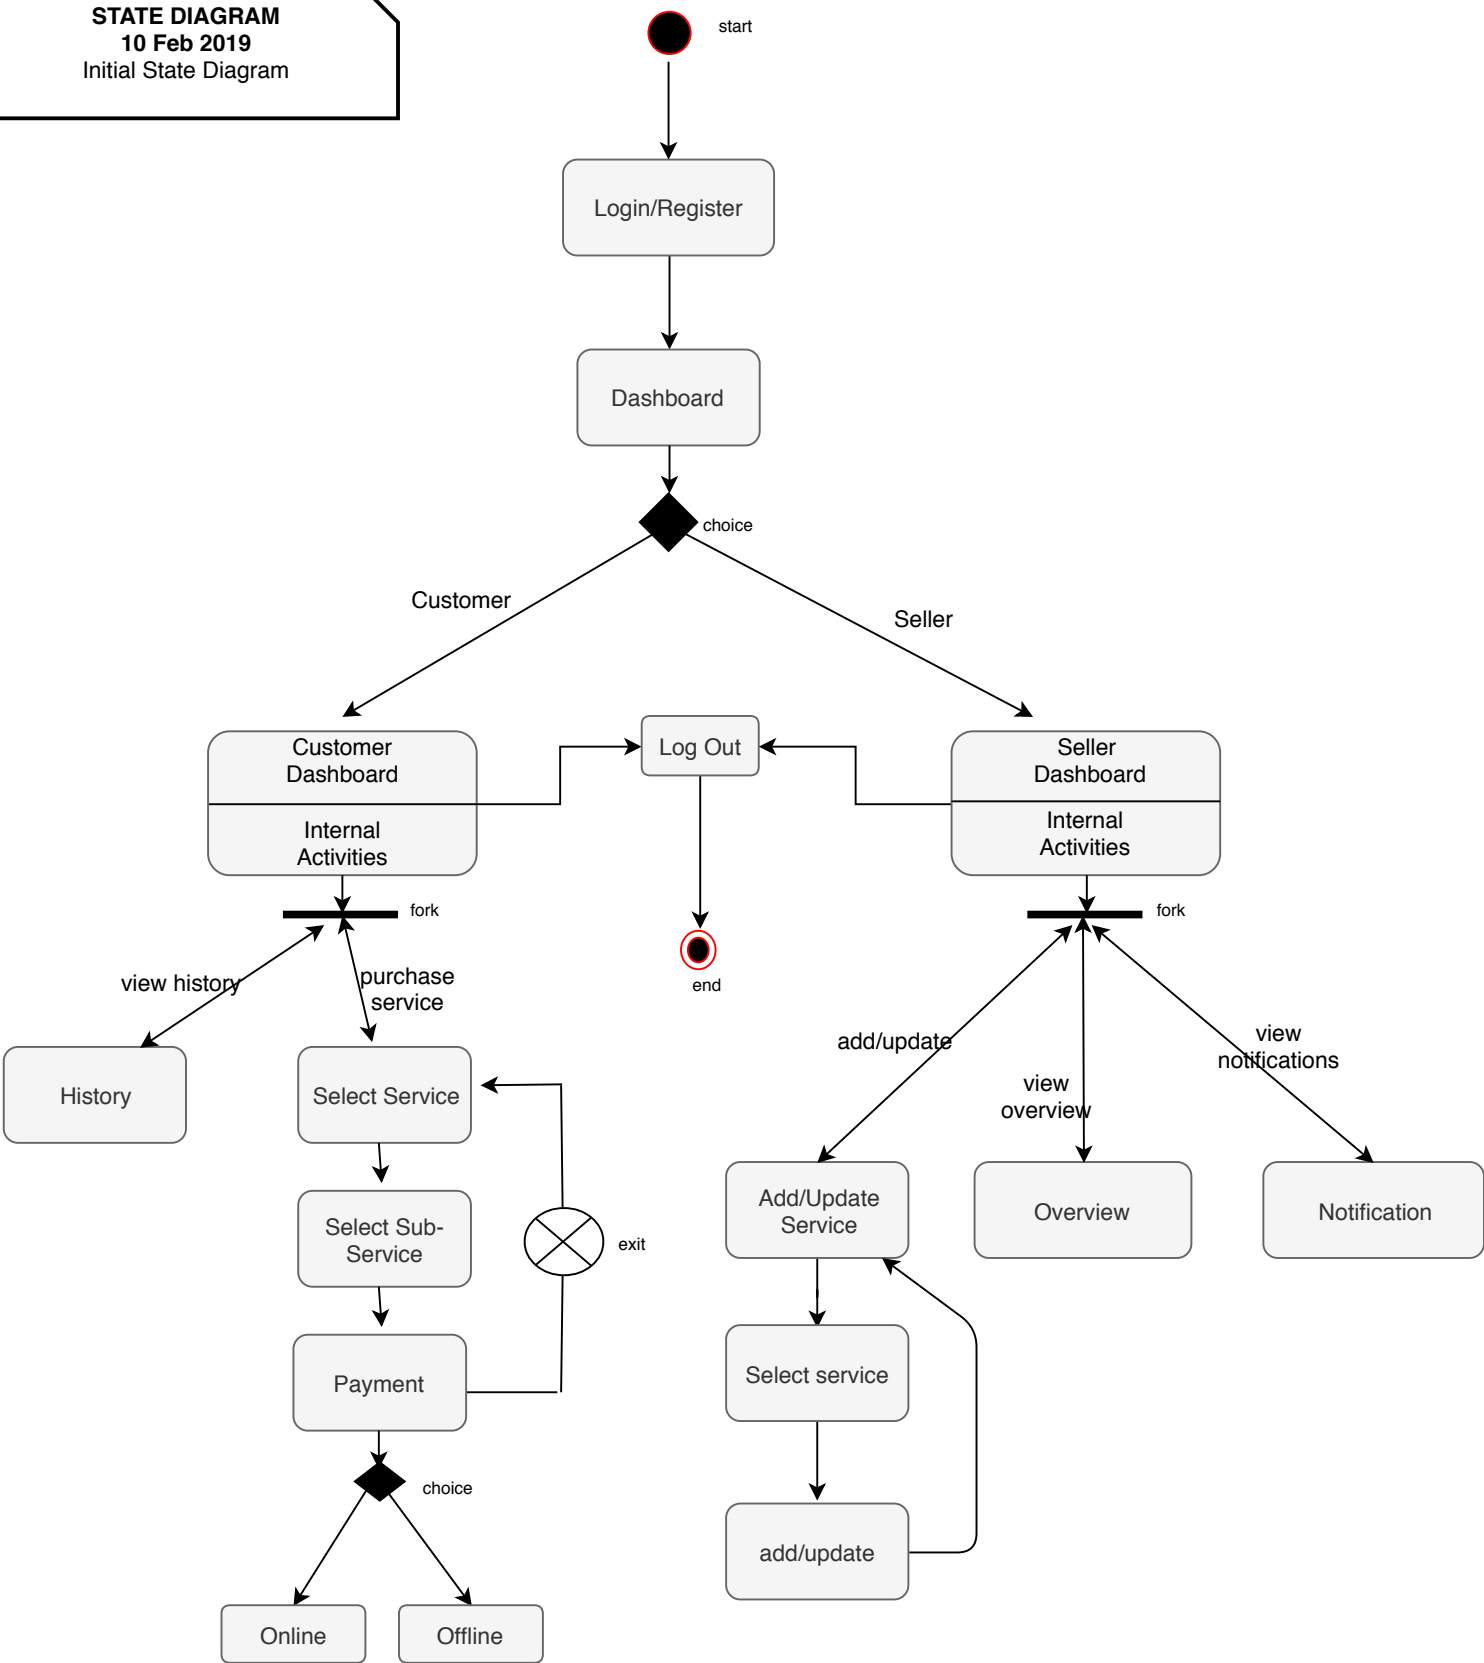 STATE DIAGRAM
10 Feb 2019
Initial State Diagram
start
Login/Register
Dashboard
choice
Customer
Seller
Customer
Dashboard
Internal
Activities
Log Out
Seller
Dashboard
Internal
Activities
fork
fork
end
view history
purchase
service
add/update
view
overview
view
notifications
History
Select Service
Select Sub-
Service
exit
Payment
choice
Online
Offline
Add/Update
Service
Overview
Notification
Select service
add/update